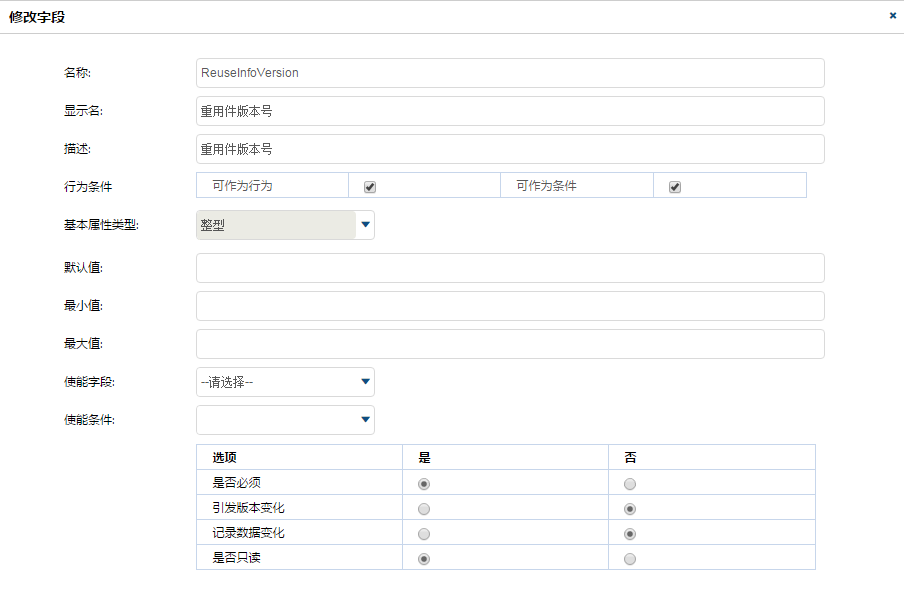 修改字段
名称: ReuseInfoVersion
显示名: 重用件版本号
描述: 重用件版本号
行为条件 可作为行为 可作为条件
基本属性类型: 整型
默认值:
最小值:
最大值:
使能字段: --请选择--
使能条件:
选项 是 否
是否必须
引发版本变化
记录数据变化
是否只读